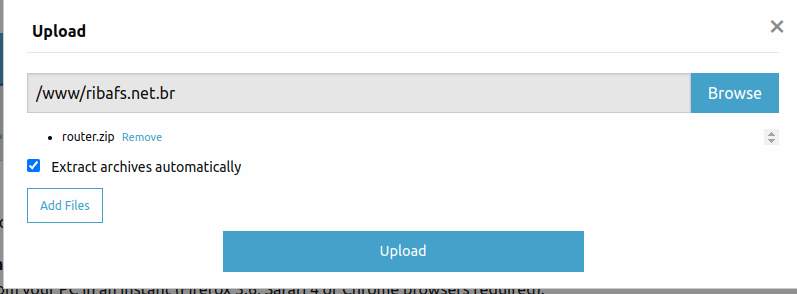 Upload
×
/www/ribafs.net.br
Browse
router.zip Remove
Extract archives automatically
Add Files
Upload
om your PC in an instant (Firefox 3.6, Safari 4 or Chrome browsers required).